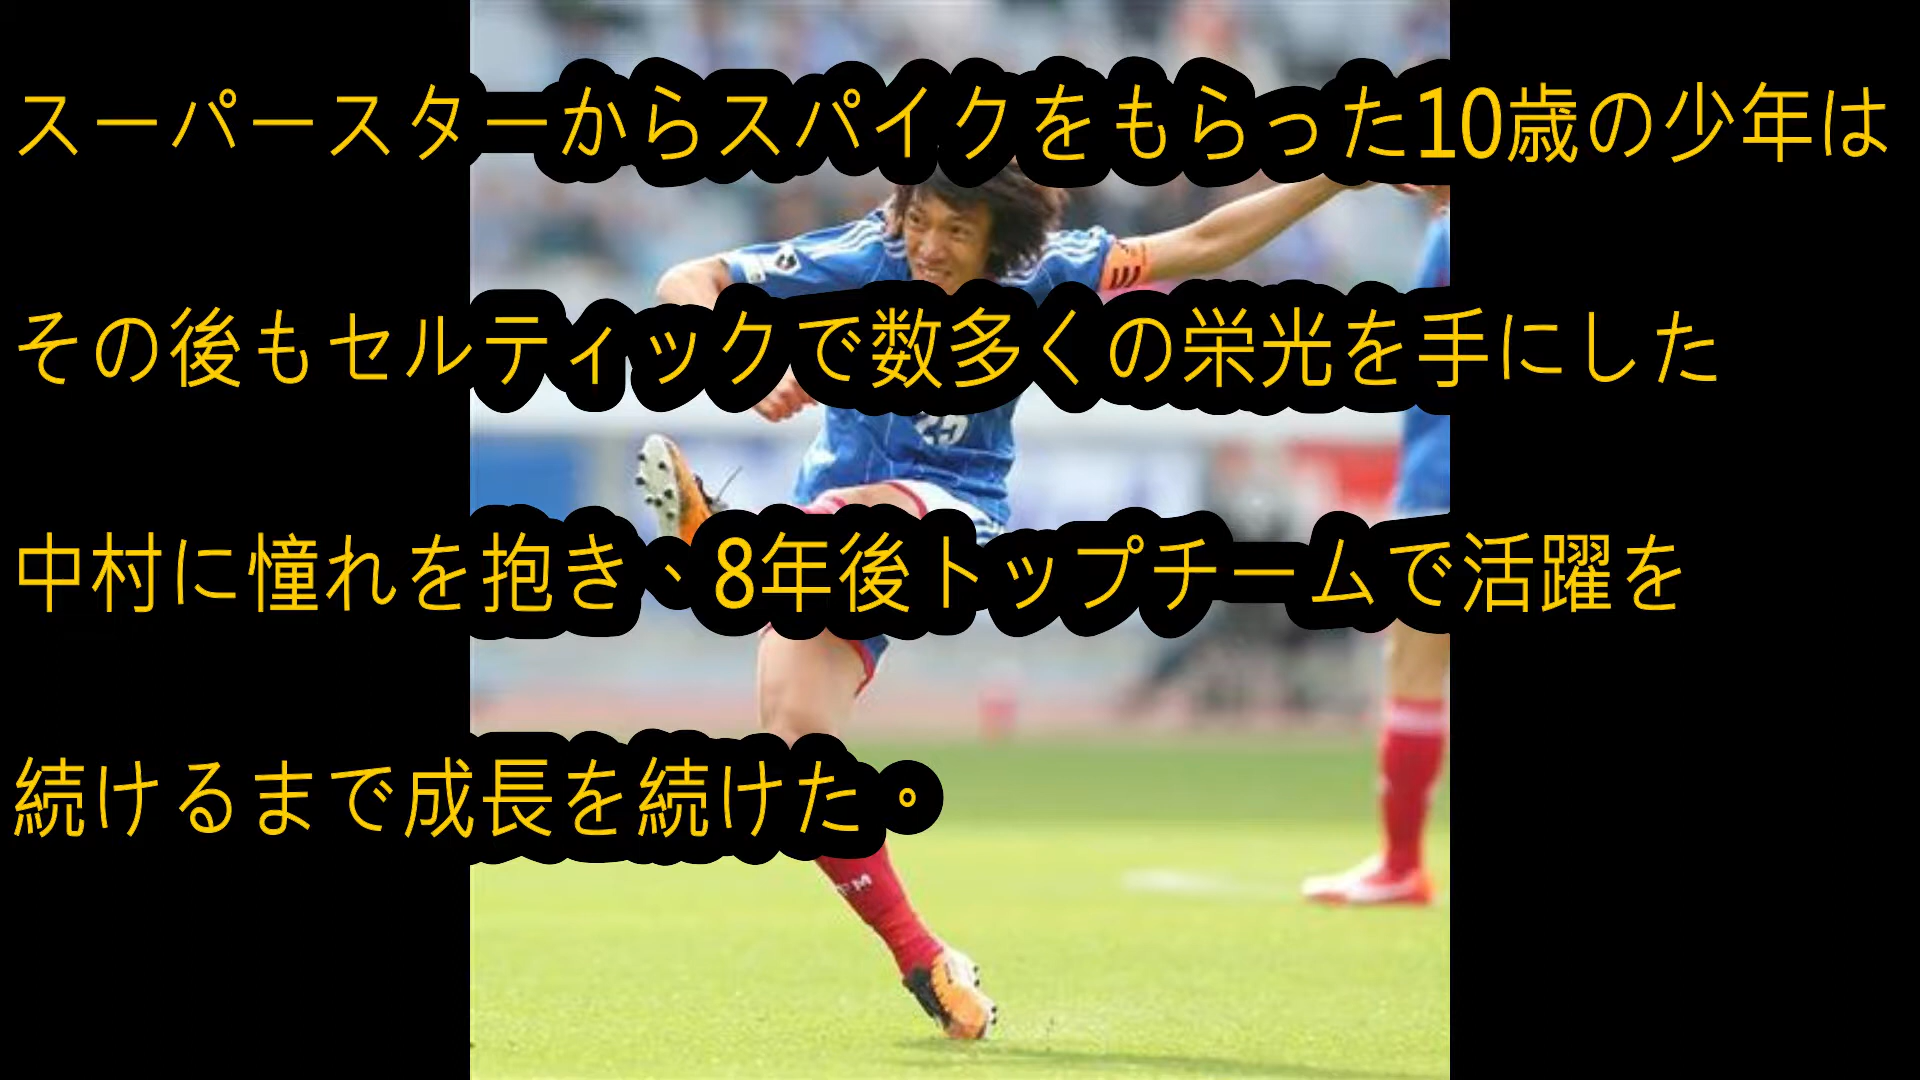 スーパースターからスパイクをもらった10歳の少年は
その後もセルティックで数多くの栄光を手にした
中村に憧れを抱き、8年後トップチームで活躍を
続けるまで成長を続けた。
25